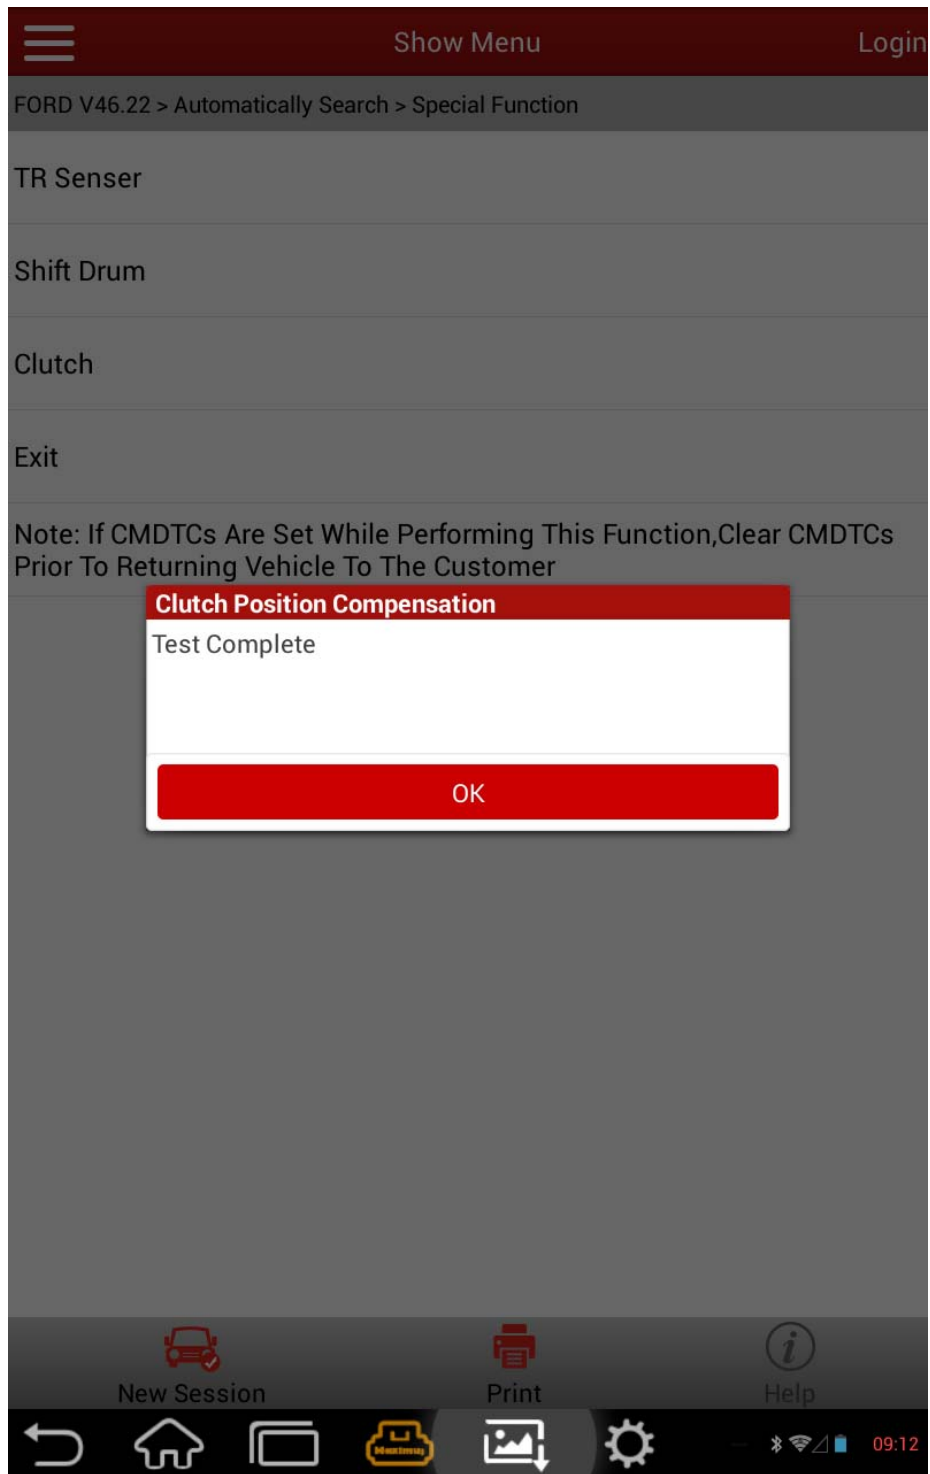 Show Menu
Login
FORD V46.22 > Automatically Search > Special Function
TR Senser
Shift Drum
Clutch
Exit
Note: If CMDTCs Are Set While Performing This Function,Clear CMDTCs
Prior To Returning Vehicle To The Customer
Clutch Position Compensation
Test Complete
OK
New Session
Print
Help
Maximus
09:12